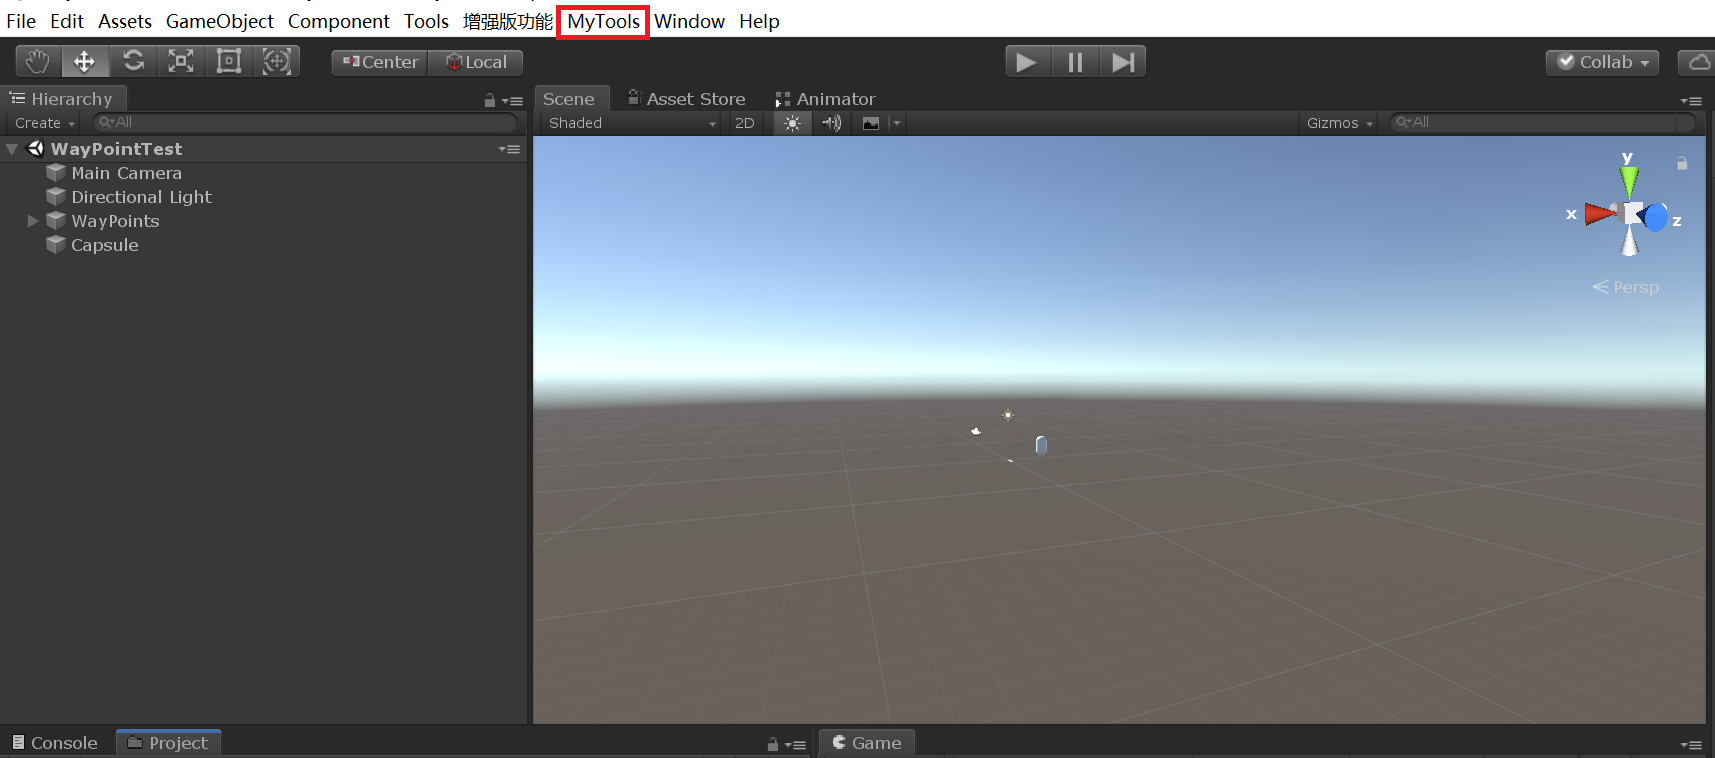 File Edit Assets GameObject Component Tools 增强版功能 MyTools Window Help
Center Local
Collab
Hierarchy
Scene Asset Store Animator
Create All
Shaded 2D Gizmos All
WayPointTest
Main Camera
Directional Light
WayPoints
Capsule
y
x
z
Persp
Console Project
Game